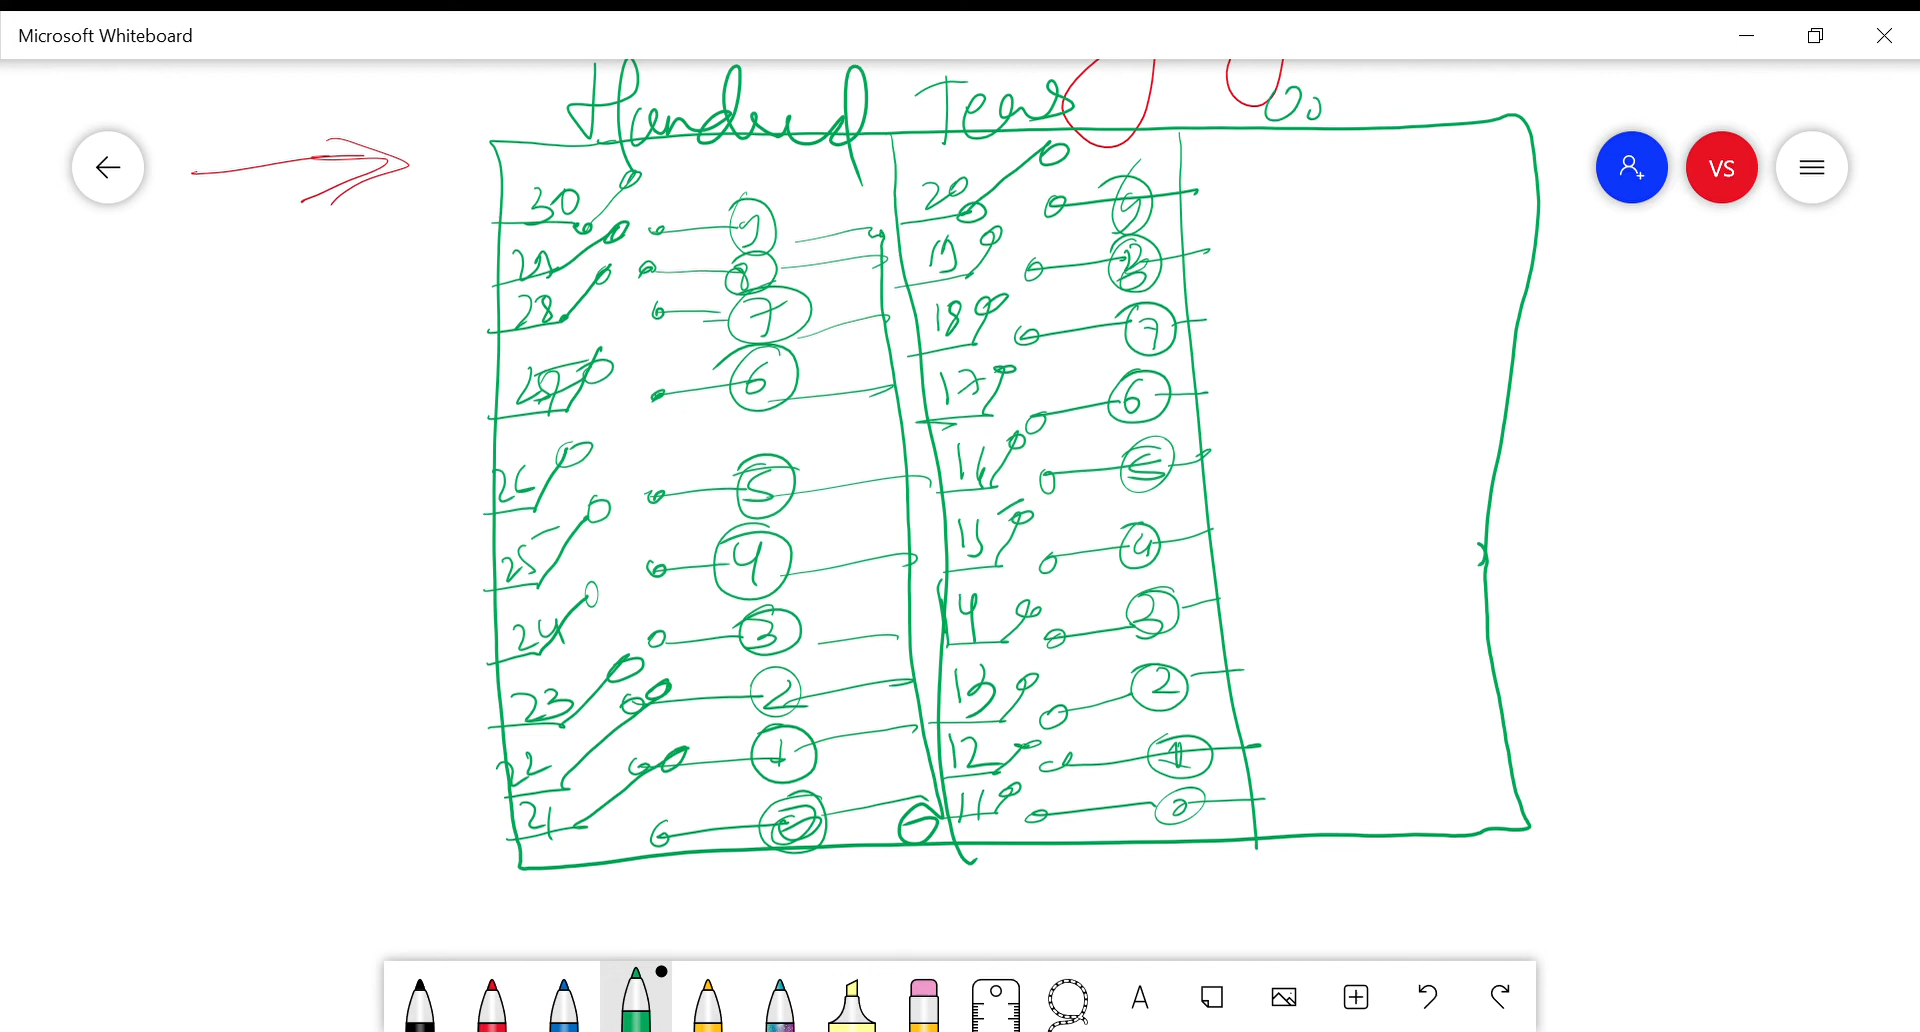 Microsoft Whiteboard
Hundred Years
VS
30 9 20 9
29 8 19 8
28 7 18 7
27 6 17 6
26 5 16 5
25 4 15 4
24 3 14 3
23 2 13 2
22 1 12 1
21 0 11 0
A